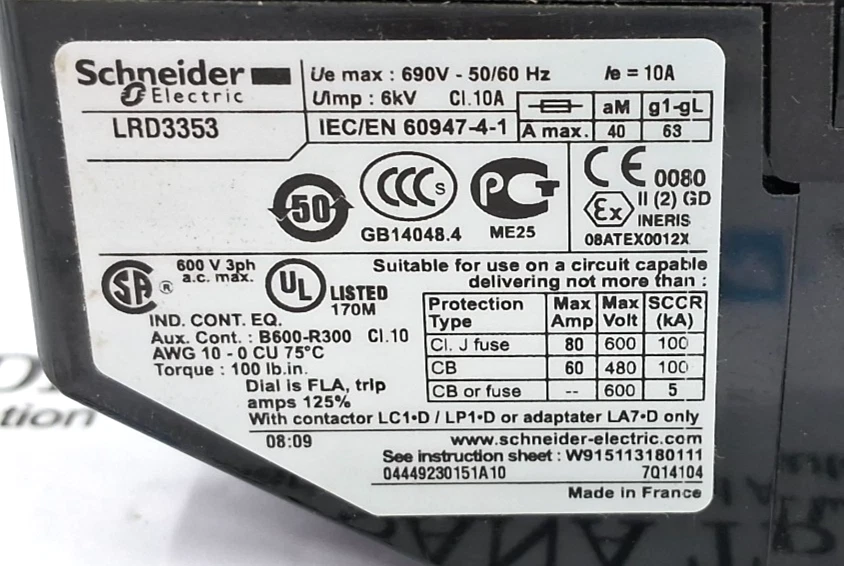 Schneider Electric
Ue max : 690V - 50/60 Hz Ie = 10A
Uimp : 6kV Cl.10A
aM g1-gL
LRD3353
IEC/EN 60947-4-1
A max. 40 63
50
CCC S
GB14048.4
PCT
ME25
CE 0080
Ex II (2) GD
INERIS
08ATEX0012X
SA ® 600 V 3ph
a.c. max.
UL LISTED
170M
IND. CONT. EQ.
Aux. Cont. : B600-R300 Cl.10
AWG 10 - 0 CU 75°C
Torque : 100 lb.in.
Dial is FLA, trip
amps 125%
Suitable for use on a circuit capable
delivering not more than :
Protection Type Max Amp Max Volt SCCR (kA)
Cl. J fuse 80 600 100
CB 60 480 100
CB or fuse -- 600 5
With contactor LC1•D / LP1•D or adaptater LA7•D only
08:09
www.schneider-electric.com
See instruction sheet : W915113180111
04449230151A10 7Q14104
Made in France